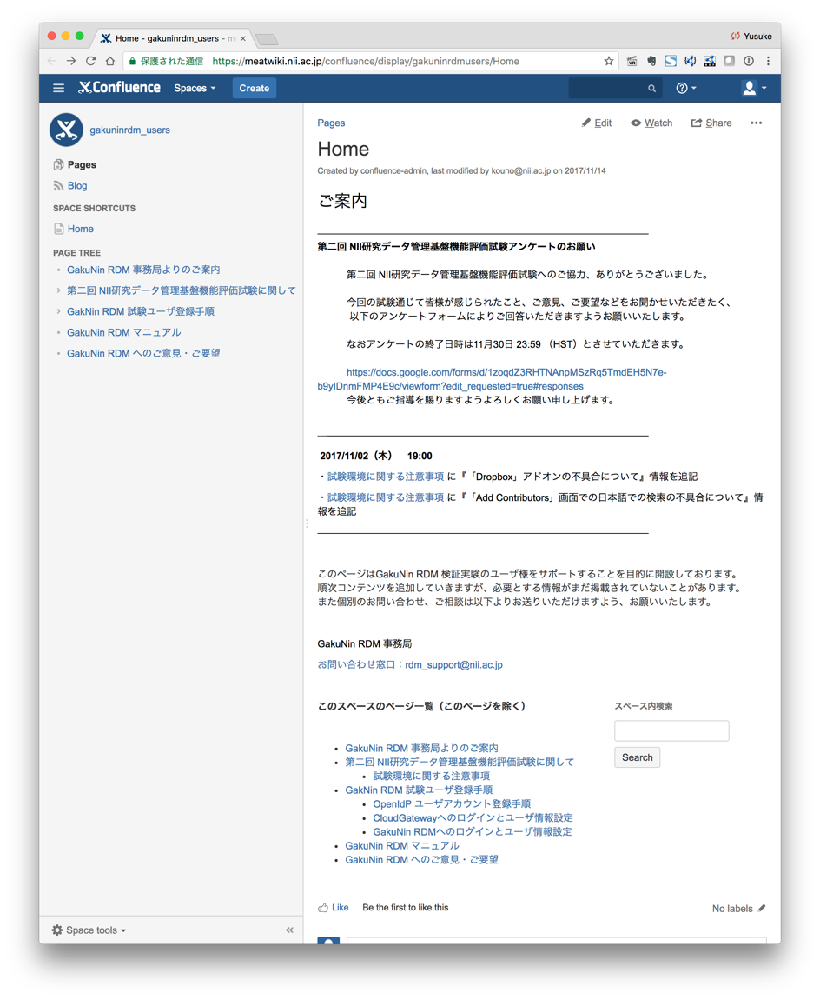 Home - gakuninrdm_users - m
Yusuke
保護された通信 | https://meatwiki.nii.ac.jp/confluence/display/gakuninrdmusers/Home
Confluence Spaces Create
gakuninrdm_users
Pages
Blog
SPACE SHORTCUTS
Home
PAGE TREE
GakuNin RDM 事務局よりのご案内
第二回 NII研究データ管理基盤機能評価試験に関して
GakNin RDM 試験ユーザ登録手順
GakuNin RDM マニュアル
GakuNin RDM へのご意見・ご要望
Space tools
Pages
Edit Watch Share
Home
Created by confluence-admin, last modified by kouno@nii.ac.jp on 2017/11/14
ご案内
第二回 NII研究データ管理基盤機能評価試験アンケートのお願い
第二回 NII研究データ管理基盤機能評価試験へのご協力、ありがとうございました。
今回の試験通じて皆様が感じられたこと、ご意見、ご要望などをお聞かせいただきたく、
以下のアンケートフォームによりご回答いただきますようお願いいたします。
なおアンケートの終了日時は11月30日 23:59 （HST）とさせていただきます。
https://docs.google.com/forms/d/1zoqdZ3RHTNAnpMSzRq5TmdEH5N7e-
b9yIDnmFMP4E9c/viewform?edit_requested=true#responses
今後ともご指導を賜りますようよろしくお願い申し上げます。
2017/11/02（木） 19:00
・試験環境に関する注意事項 に『「Dropbox」アドオンの不具合について』情報を追記
・試験環境に関する注意事項 に『「Add Contributors」画面での日本語での検索の不具合について』情
報を追記
このページはGakuNin RDM 検証実験のユーザ様をサポートすることを目的に開設しております。
順次コンテンツを追加していきますが、必要とする情報がまだ掲載されていないことがあります。
また個別のお問い合わせ、ご相談は以下よりお送りいただけますよう、お願いいたします。
GakuNin RDM 事務局
お問い合わせ窓口：rdm_support@nii.ac.jp
このスペースのページ一覧（このページを除く）
GakuNin RDM 事務局よりのご案内
第二回 NII研究データ管理基盤機能評価試験に関して
試験環境に関する注意事項
GakNin RDM 試験ユーザ登録手順
OpenIdP ユーザアカウント登録手順
CloudGatewayへのログインとユーザ情報設定
GakuNin RDMへのログインとユーザ情報設定
GakuNin RDM マニュアル
GakuNin RDM へのご意見・ご要望
スペース内検索
Search
Like Be the first to like this
No labels